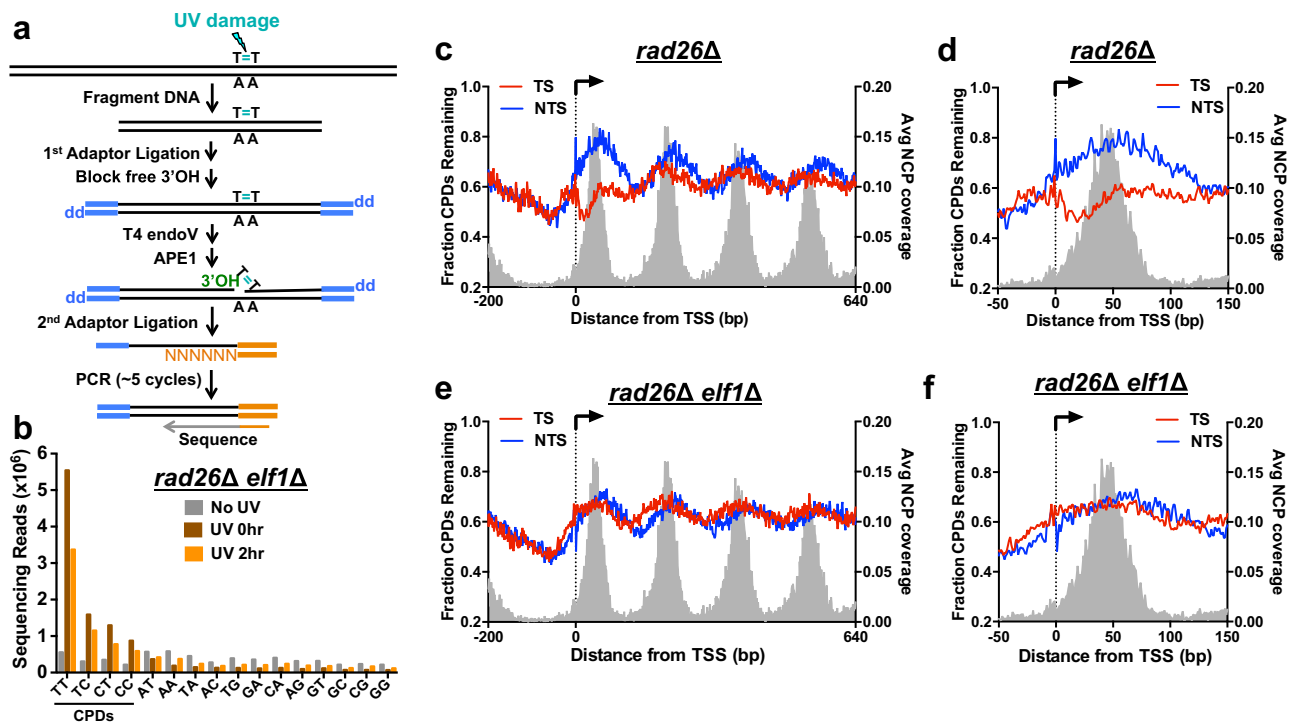 a
UV damage
T=T
A A
Fragment DNA
T=T
A A
1st Adaptor Ligation
Block free 3'OH
T=T
dd
dd
A A
T4 endoV
APE1
3'OH
T
=
T
dd
dd
A A
2nd Adaptor Ligation
NNNNNN
PCR (~5 cycles)
Sequence
b
rad26Δ elf1Δ
No UV
UV 0hr
UV 2hr
Sequencing Reads (x10⁶)
6
5
4
3
2
1
0
TT TC CT CC AT AA TA AC TG GA CA AG GT GC CG GG
CPDs
c
rad26Δ
TS
NTS
Fraction CPDs Remaining
1.0
0.8
0.6
0.4
0.2
Avg NCP coverage
0.20
0.15
0.10
0.05
0.00
-200 0 640
Distance from TSS (bp)
d
rad26Δ
TS
NTS
Fraction CPDs Remaining
1.0
0.8
0.6
0.4
0.2
Avg NCP coverage
0.20
0.15
0.10
0.05
0.00
-50 0 50 100 150
Distance from TSS (bp)
e
rad26Δ elf1Δ
TS
NTS
Fraction CPDs Remaining
1.0
0.8
0.6
0.4
0.2
Avg NCP coverage
0.20
0.15
0.10
0.05
0.00
-200 0 640
Distance from TSS (bp)
f
rad26Δ elf1Δ
TS
NTS
Fraction CPDs Remaining
1.0
0.8
0.6
0.4
0.2
Avg NCP coverage
0.20
0.15
0.10
0.05
0.00
-50 0 50 100 150
Distance from TSS (bp)